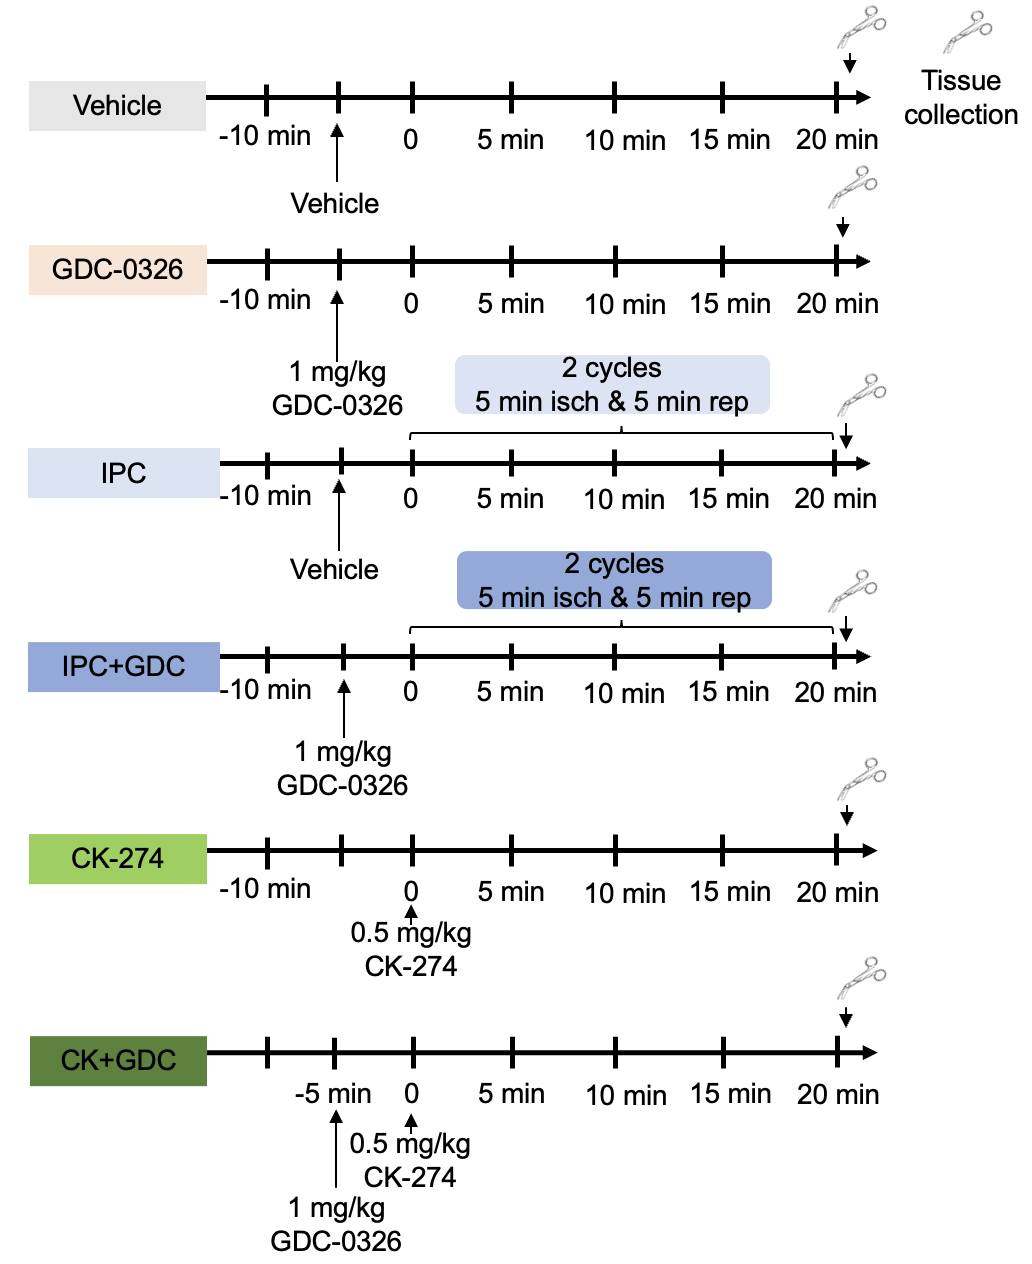 Tissue
collection
Vehicle
-10 min
0
5 min
10 min
15 min
20 min
Vehicle
GDC-0326
-10 min
0
5 min
10 min
15 min
20 min
1 mg/kg
GDC-0326
2 cycles
5 min isch & 5 min rep
IPC
-10 min
0
5 min
10 min
15 min
20 min
Vehicle
2 cycles
5 min isch & 5 min rep
IPC+GDC
-10 min
0
5 min
10 min
15 min
20 min
1 mg/kg
GDC-0326
CK-274
-10 min
0
5 min
10 min
15 min
20 min
0.5 mg/kg
CK-274
CK+GDC
-5 min
0
5 min
10 min
15 min
20 min
0.5 mg/kg
CK-274
1 mg/kg
GDC-0326